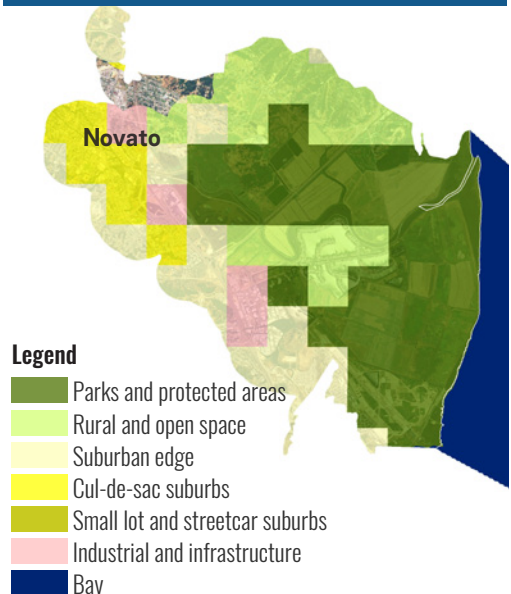 Novato
Legend
Parks and protected areas
Rural and open space
Suburban edge
Cul-de-sac suburbs
Small lot and streetcar suburbs
Industrial and infrastructure
Bay